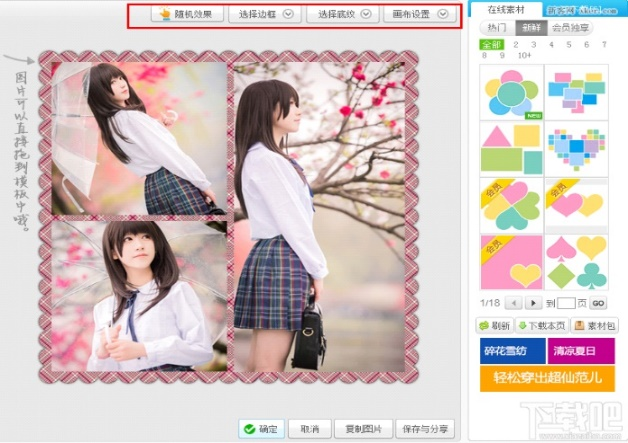 随机效果 选择边框 选择底纹 画布设置
图片可以直接拖到模板中哦。
在线素材
热门 新鲜 会员独享
全部 2 3 4 5 6 7
8 9 10+
NEW
会员
会员
会员
1/18 到 页 GO
刷新 下载本页 素材包
碎花雪纺 清凉夏日
轻松穿出超仙范儿
确定 取消 复制图片 保存与分享
下载吧